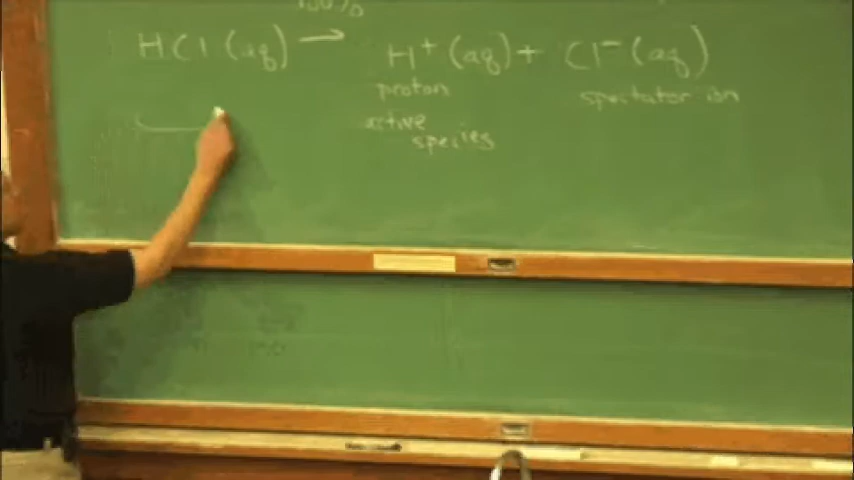 100%
HCl (aq) → H⁺ (aq) + Cl⁻ (aq)
proton
spectator ion
active
species